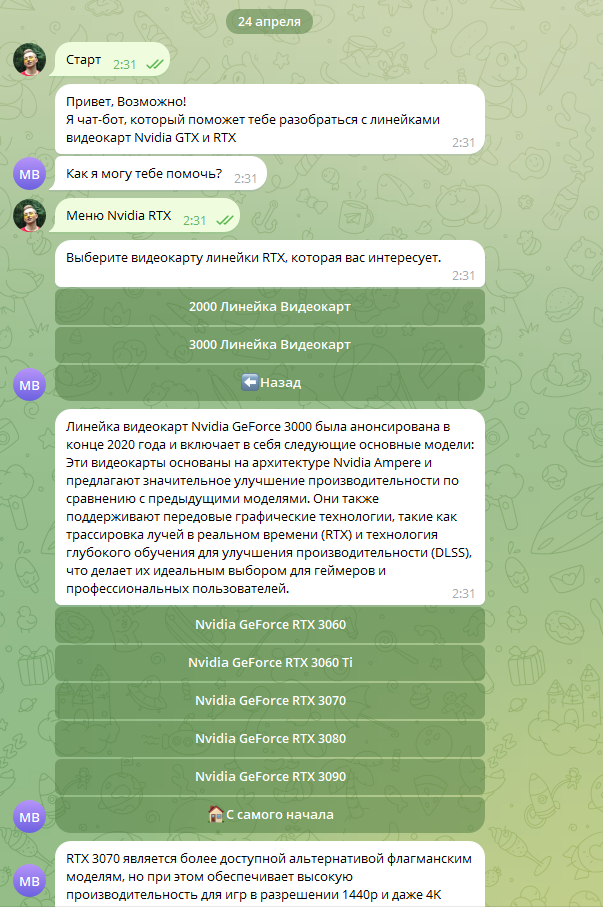 24 апреля
Старт 2:31
Привет, Возможно!
Я чат-бот, который поможет тебе разобраться с линейками
видеокарт Nvidia GTX и RTX
2:31
МВ
Как я могу тебе помочь? 2:31
Меню Nvidia RTX 2:31
Выберите видеокарту линейки RTX, которая вас интересует.
2:31
2000 Линейка Видеокарт
3000 Линейка Видеокарт
МВ
⬅Назад
Линейка видеокарт Nvidia GeForce 3000 была анонсирована в
конце 2020 года и включает в себя следующие основные модели:
Эти видеокарты основаны на архитектуре Nvidia Ampere и
предлагают значительное улучшение производительности по
сравнению с предыдущими моделями. Они также
поддерживают передовые графические технологии, такие как
трассировка лучей в реальном времени (RTX) и технология
глубокого обучения для улучшения производительности (DLSS),
что делает их идеальным выбором для геймеров и
профессиональных пользователей.
2:31
Nvidia GeForce RTX 3060
Nvidia GeForce RTX 3060 Ti
Nvidia GeForce RTX 3070
Nvidia GeForce RTX 3080
Nvidia GeForce RTX 3090
МВ
🏠С самого начала
RTX 3070 является более доступной альтернативой флагманским
моделям, но при этом обеспечивает высокую
МВ
производительность для игр в разрешении 1440p и даже 4K